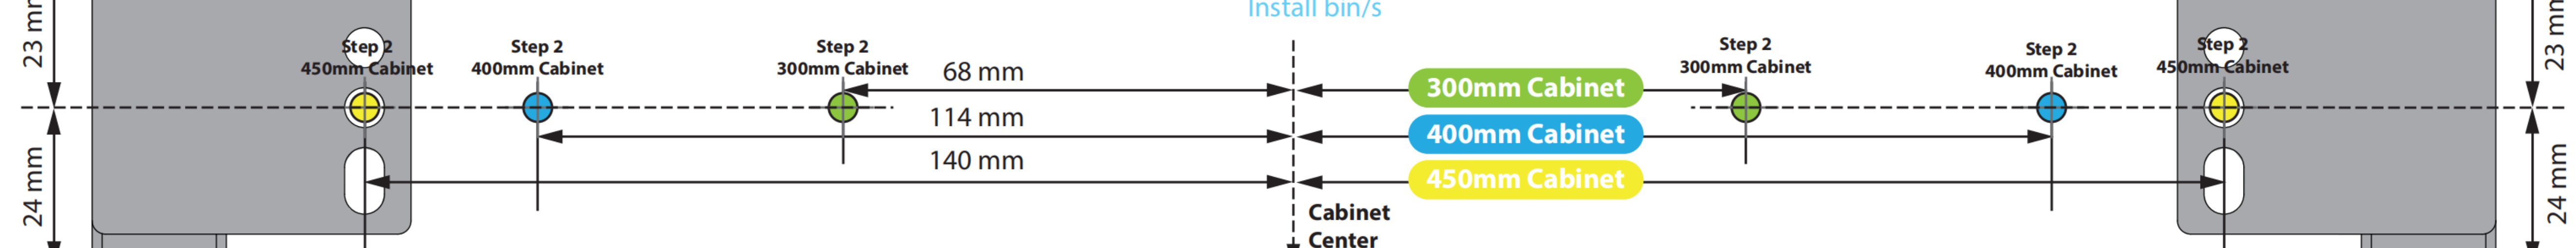 Install bin/s
23 mm
Step 2
450mm Cabinet
Step 2
400mm Cabinet
Step 2
300mm Cabinet
68 mm
300mm Cabinet
Step 2
300mm Cabinet
Step 2
400mm Cabinet
Step 2
450mm Cabinet
23 mm
114 mm
400mm Cabinet
140 mm
450mm Cabinet
24 mm
24 mm
Cabinet
Center